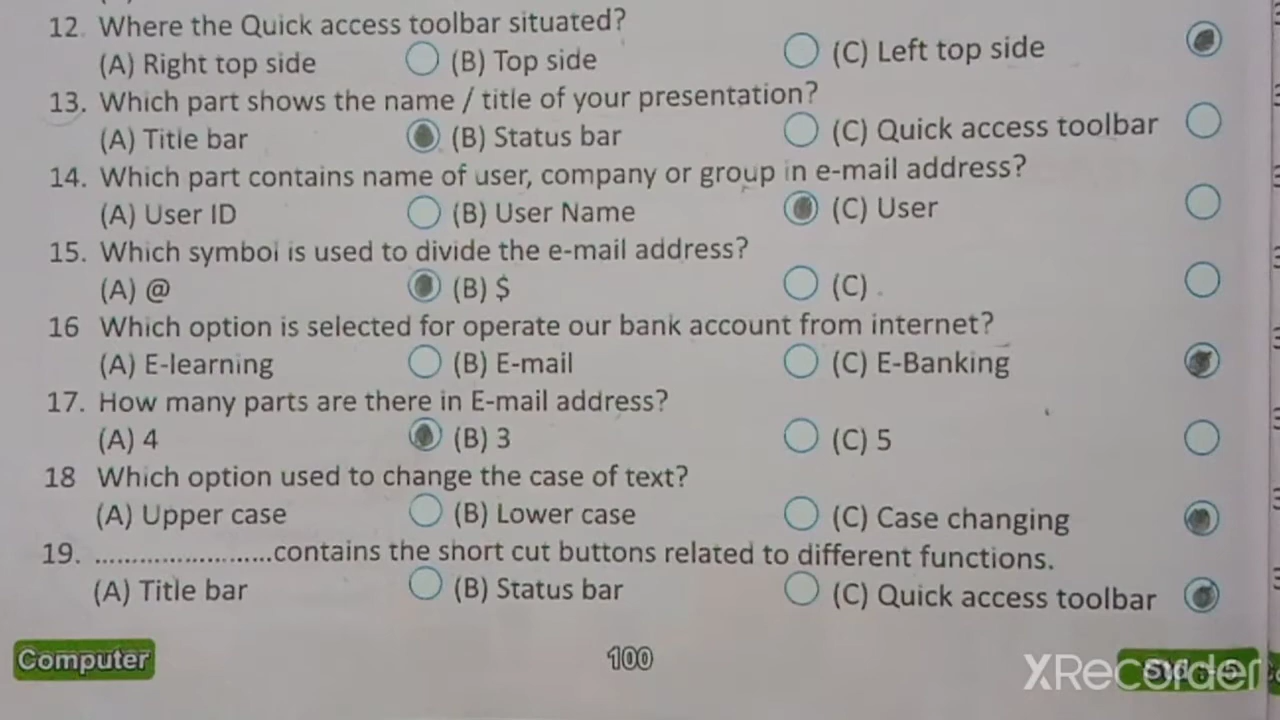 12. Where the Quick access toolbar situated?
(A) Right top side (B) Top side (C) Left top side
13. Which part shows the name / title of your presentation?
(A) Title bar (B) Status bar (C) Quick access toolbar
14. Which part contains name of user, company or group in e-mail address?
(A) User ID (B) User Name (C) User
15. Which symbol is used to divide the e-mail address?
(A) @ (B) $ (C) .
16 Which option is selected for operate our bank account from internet?
(A) E-learning (B) E-mail (C) E-Banking
17. How many parts are there in E-mail address?
(A) 4 (B) 3 (C) 5
18 Which option used to change the case of text?
(A) Upper case (B) Lower case (C) Case changing
19. ........................contains the short cut buttons related to different functions.
(A) Title bar (B) Status bar (C) Quick access toolbar
Computer 100 Std
XRecorder